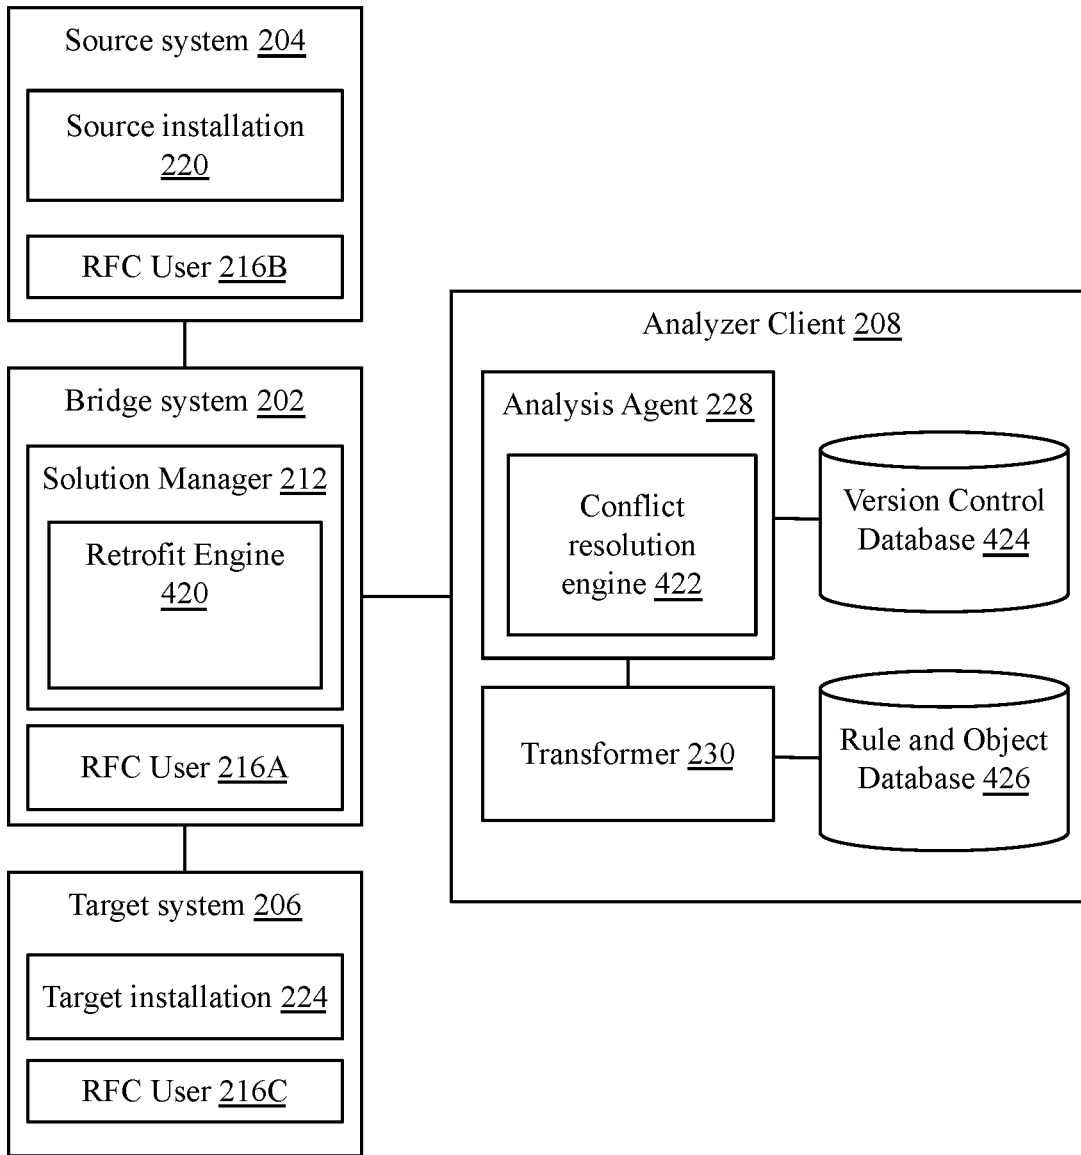 Source system 204
Source installation
220
RFC User 216B
Bridge system 202
Solution Manager 212
Retrofit Engine
420
RFC User 216A
Target system 206
Target installation 224
RFC User 216C
Analyzer Client 208
Analysis Agent 228
Conflict
resolution
engine 422
Version Control
Database 424
Transformer 230
Rule and Object
Database 426